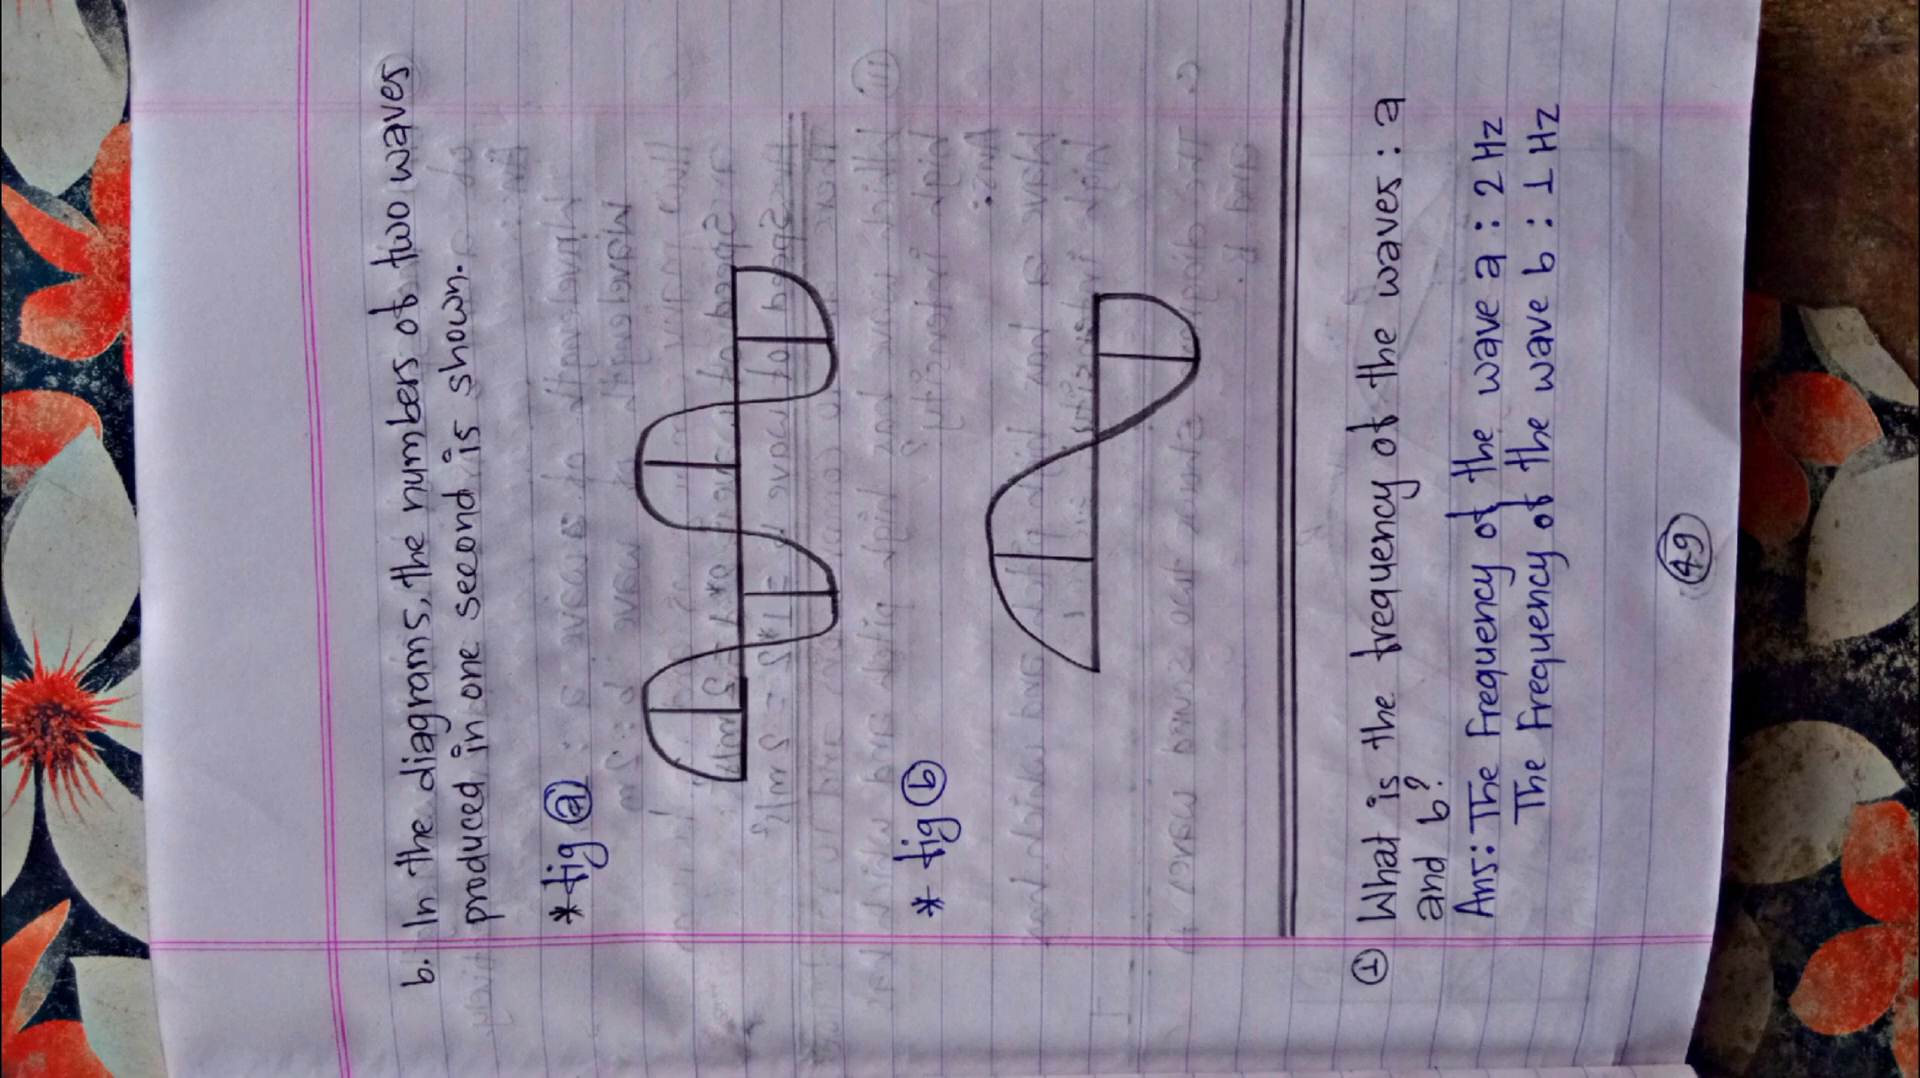 b. In the diagrams, the numbers of two waves
produced in one second is shown.
* fig ⓐ
* fig ⓑ
① What is the frequency of the waves : a
and b?
Ans: The frequency of the wave a : 2 Hz
The frequency of the wave b : 1 Hz
49